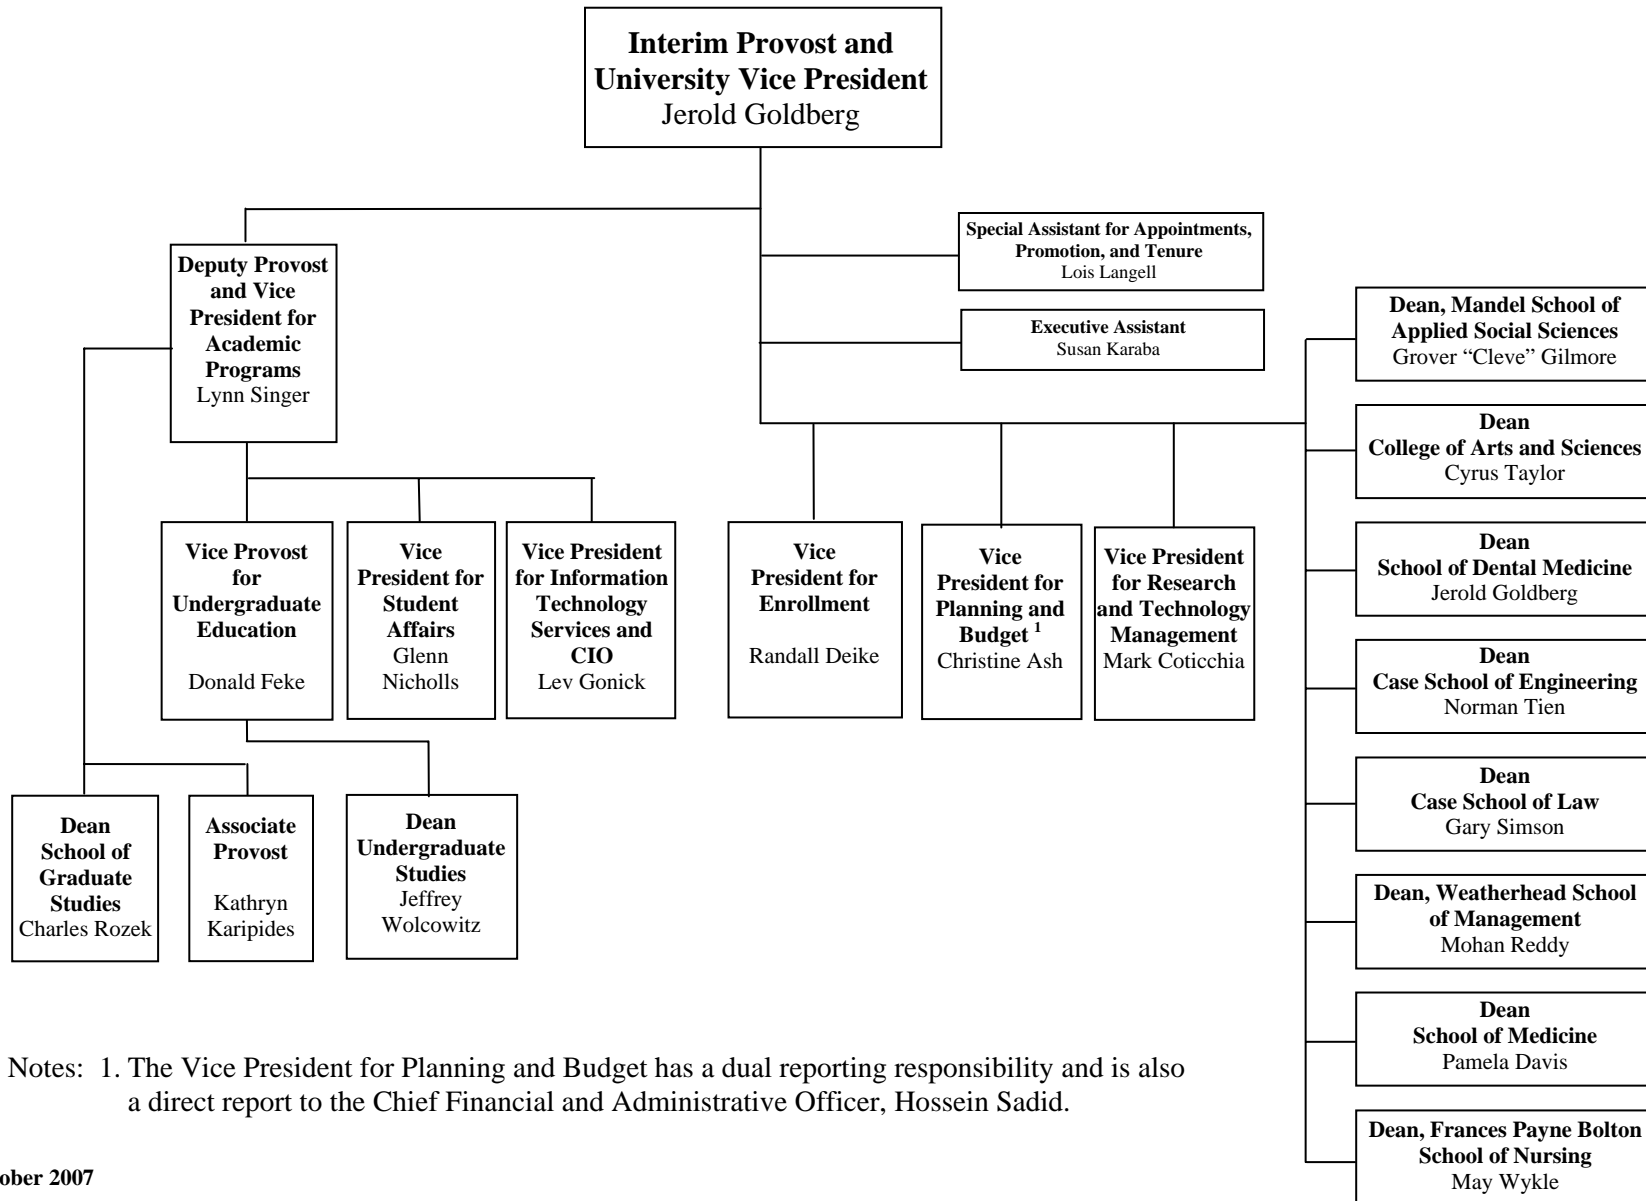 Interim Provost and
University Vice President
Jerold Goldberg
Special Assistant for Appointments,
Promotion, and Tenure
Lois Langell
Executive Assistant
Susan Karaba
Deputy Provost
and Vice
President for
Academic
Programs
Lynn Singer
Vice Provost
for
Undergraduate
Education
Donald Feke
Vice
President for
Student
Affairs
Glenn
Nicholls
Vice President
for Information
Technology
Services and
CIO
Lev Gonick
Vice
President for
Enrollment
Randall Deike
Vice
President for
Planning and
Budget 1
Christine Ash
Vice President
for Research
and Technology
Management
Mark Coticchia
Dean
School of
Graduate
Studies
Charles Rozek
Associate
Provost
Kathryn
Karipides
Dean
Undergraduate
Studies
Jeffrey
Wolcowitz
Dean, Mandel School of
Applied Social Sciences
Grover “Cleve” Gilmore
Dean
College of Arts and Sciences
Cyrus Taylor
Dean
School of Dental Medicine
Jerold Goldberg
Dean
Case School of Engineering
Norman Tien
Dean
Case School of Law
Gary Simson
Dean, Weatherhead School
of Management
Mohan Reddy
Dean
School of Medicine
Pamela Davis
Dean, Frances Payne Bolton
School of Nursing
May Wykle
Notes: 1. The Vice President for Planning and Budget has a dual reporting responsibility and is also
a direct report to the Chief Financial and Administrative Officer, Hossein Sadid.
ober 2007